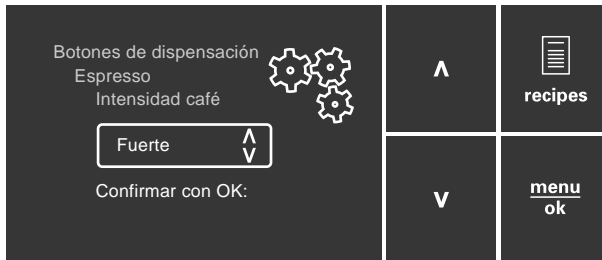 Botones de dispensación
Espresso
Intensidad café
Fuerte
Confirmar con OK:
recipes
menu
ok